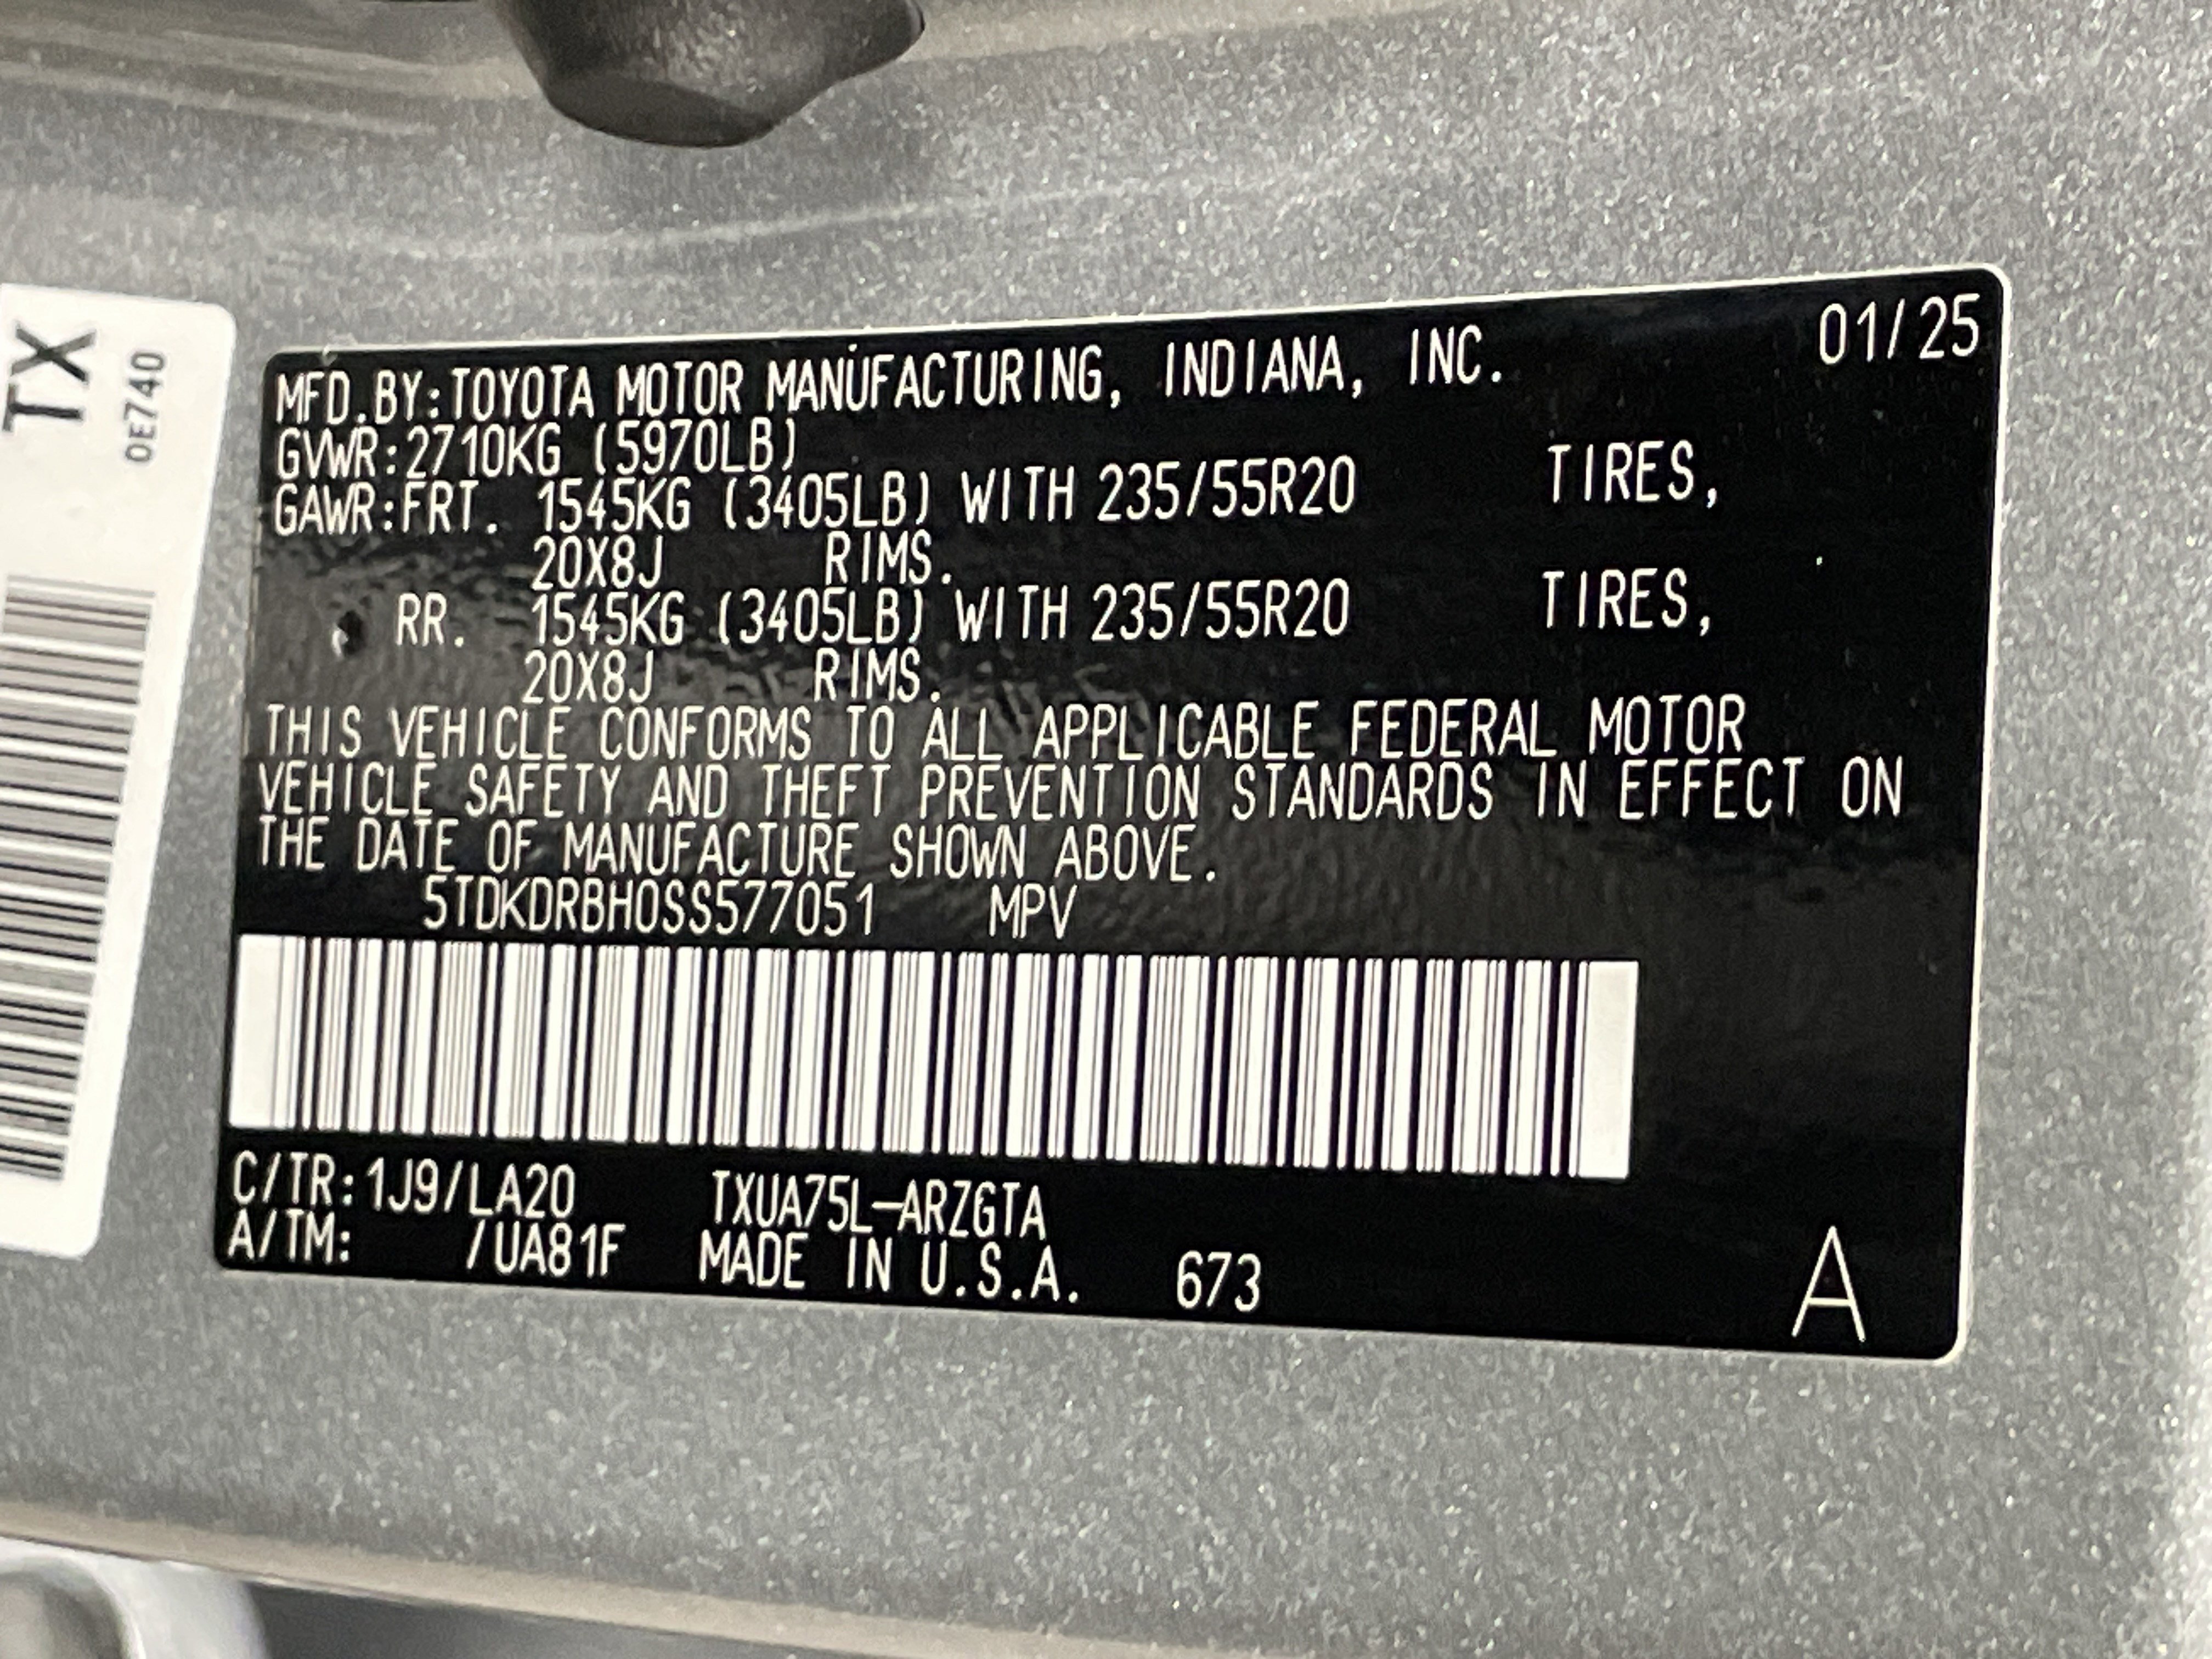 TX
0E740
MFD.BY:TOYOTA MOTOR MANUFACTURING, INDIANA, INC. 01/25
GVWR:2710KG (5970LB)
GAWR:FRT. 1545KG (3405LB) WITH 235/55R20 TIRES,
20X8J RIMS.
RR. 1545KG (3405LB) WITH 235/55R20 TIRES,
20X8J RIMS.
THIS VEHICLE CONFORMS TO ALL APPLICABLE FEDERAL MOTOR
VEHICLE SAFETY AND THEFT PREVENTION STANDARDS IN EFFECT ON
THE DATE OF MANUFACTURE SHOWN ABOVE.
5TDKDRBH0SS577051 MPV
C/TR:1J9/LA20 TXUA75L-ARZGTA
A/TM: /UA81F MADE IN U.S.A. 673 A